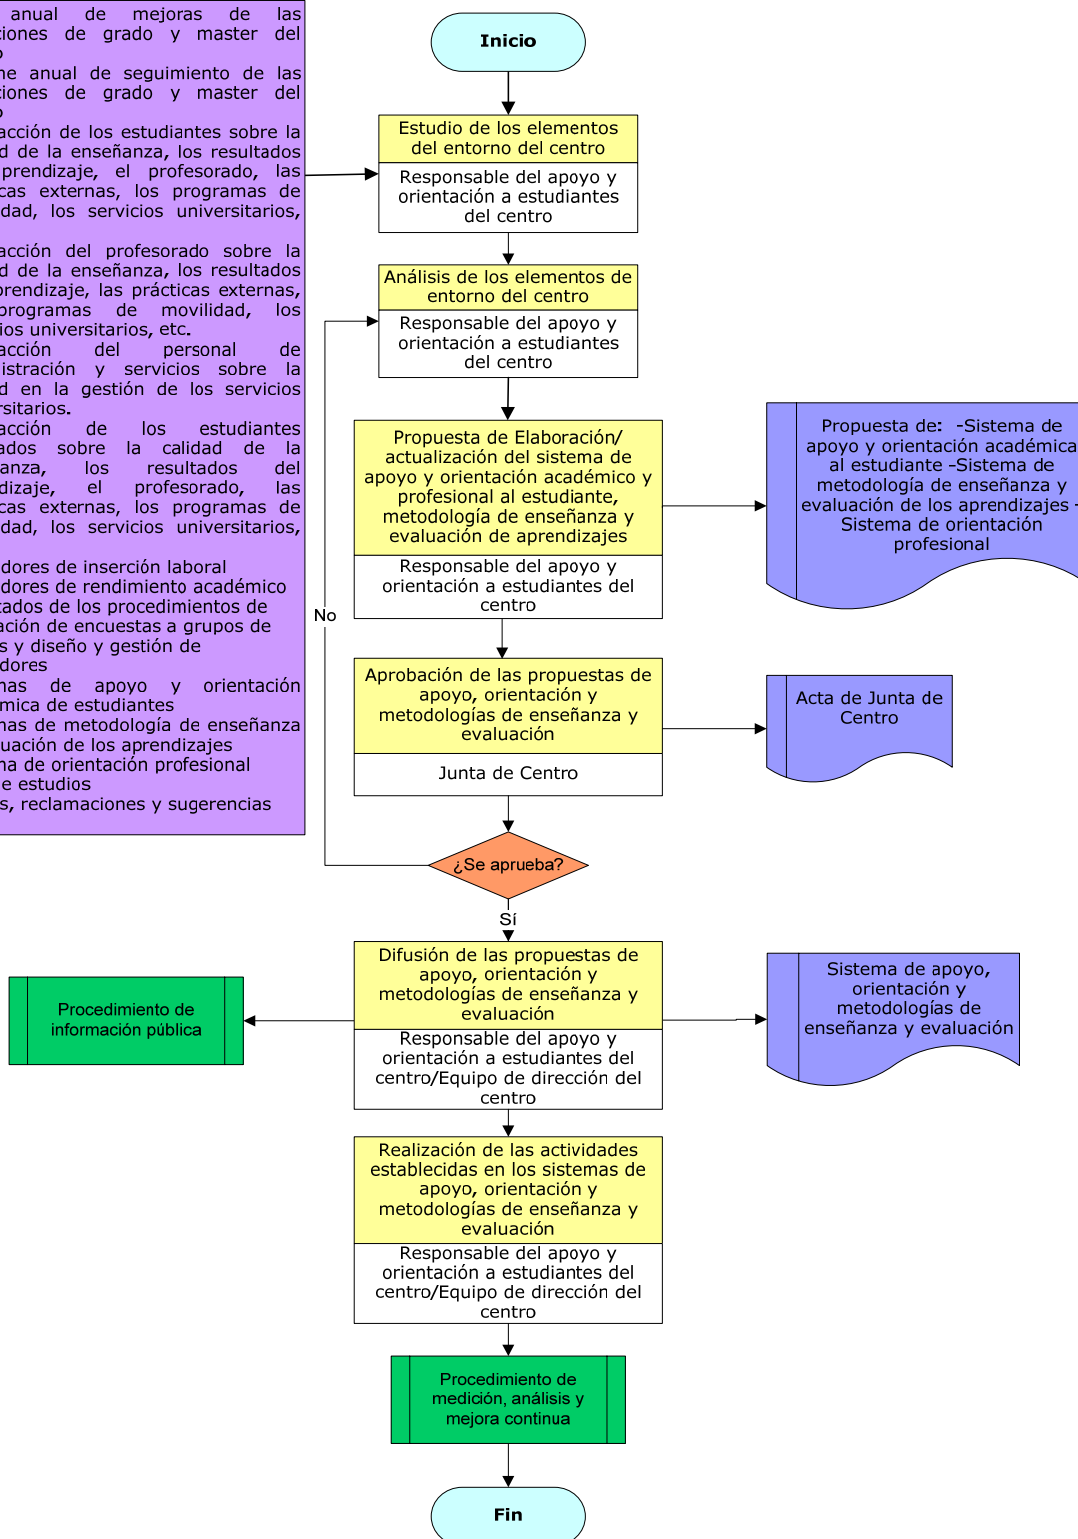 anual de mejoras de las
ciones de grado y master del
o
ne anual de seguimiento de las
ciones de grado y master del
o
acción de los estudiantes sobre la
d de la enseñanza, los resultados
prendizaje, el profesorado, las
cas externas, los programas de
dad, los servicios universitarios,
acción del profesorado sobre la
d de la enseñanza, los resultados
prendizaje, las prácticas externas,
programas de movilidad, los
ios universitarios, etc.
acción del personal de
istración y servicios sobre la
d en la gestión de los servicios
rsitarios.
acción de los estudiantes
ados sobre la calidad de la
anza, los resultados del
dizaje, el profesorado, las
cas externas, los programas de
dad, los servicios universitarios,
dores de inserción laboral
dores de rendimiento académico
tados de los procedimientos de
ación de encuestas a grupos de
s y diseño y gestión de
dores
mas de apoyo y orientación
mica de estudiantes
mas de metodología de enseñanza
luación de los aprendizajes
ma de orientación profesional
e estudios
s, reclamaciones y sugerencias
Inicio
Estudio de los elementos
del entorno del centro
Responsable del apoyo y
orientación a estudiantes
del centro
Análisis de los elementos de
entorno del centro
Responsable del apoyo y
orientación a estudiantes
del centro
Propuesta de Elaboración/
actualización del sistema de
apoyo y orientación académico y
profesional al estudiante,
metodología de enseñanza y
evaluación de aprendizajes
Responsable del apoyo y
orientación a estudiantes del
centro
Propuesta de: -Sistema de
apoyo y orientación académica
al estudiante -Sistema de
metodología de enseñanza y
evaluación de los aprendizajes -
Sistema de orientación
profesional
No
Aprobación de las propuestas de
apoyo, orientación y
metodologías de enseñanza y
evaluación
Junta de Centro
Acta de Junta de
Centro
¿Se aprueba?
Sí
Difusión de las propuestas de
apoyo, orientación y
metodologías de enseñanza y
evaluación
Responsable del apoyo y
orientación a estudiantes del
centro/Equipo de dirección del
centro
Procedimiento de
información pública
Sistema de apoyo,
orientación y
metodologías de
enseñanza y evaluación
Realización de las actividades
establecidas en los sistemas de
apoyo, orientación y
metodologías de enseñanza y
evaluación
Responsable del apoyo y
orientación a estudiantes del
centro/Equipo de dirección del
centro
Procedimiento de
medición, análisis y
mejora continua
Fin